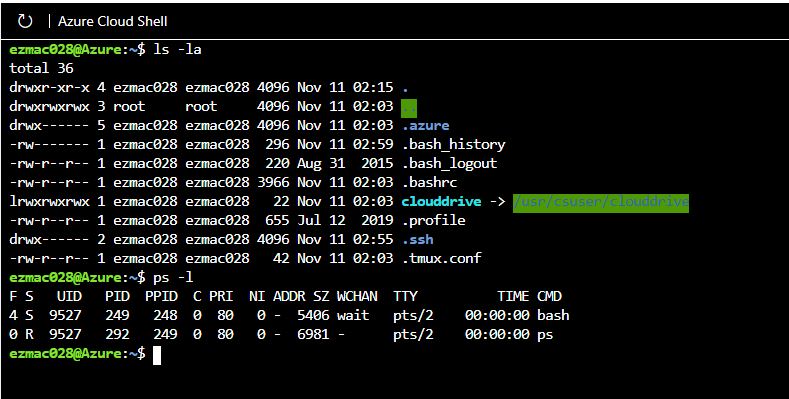 Azure Cloud Shell
ezmac028@Azure:~$ ls -la
total 36
drwxr-xr-x 4 ezmac028 ezmac028 4096 Nov 11 02:15 .
drwxrwxrwx 3 root     root     4096 Nov 11 02:03 ..
drwx------ 5 ezmac028 ezmac028 4096 Nov 11 02:03 .azure
-rw------- 1 ezmac028 ezmac028  296 Nov 11 02:59 .bash_history
-rw-r--r-- 1 ezmac028 ezmac028  220 Aug 31  2015 .bash_logout
-rw-r--r-- 1 ezmac028 ezmac028 3966 Nov 11 02:03 .bashrc
lrwxrwxrwx 1 ezmac028 ezmac028   22 Nov 11 02:03 clouddrive -> /usr/csuser/clouddrive
-rw-r--r-- 1 ezmac028 ezmac028  655 Jul 12  2019 .profile
drwx------ 2 ezmac028 ezmac028 4096 Nov 11 02:55 .ssh
-rw-r--r-- 1 ezmac028 ezmac028   42 Nov 11 02:03 .tmux.conf
ezmac028@Azure:~$ ps -l
F S   UID   PID  PPID  C PRI  NI ADDR SZ WCHAN  TTY          TIME CMD
4 S  9527   249   248  0  80   0 -  5406 wait   pts/2    00:00:00 bash
0 R  9527   292   249  0  80   0 -  6981 -      pts/2    00:00:00 ps
ezmac028@Azure:~$